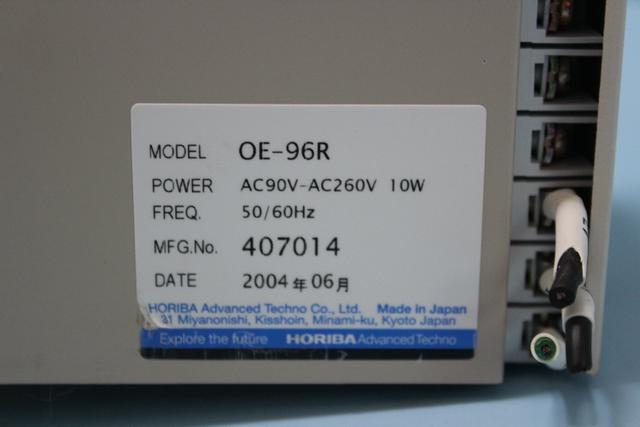 MODEL OE-96R
POWER AC90V-AC260V 10W
FREQ. 50/60Hz
MFG.No. 407014
DATE 2004年06月
HORIBA Advanced Techno Co., Ltd. Made in Japan
31 Miyanonishi, Kisshoin, Minami-ku, Kyoto Japan
Explore the future HORIBA Advanced Techno